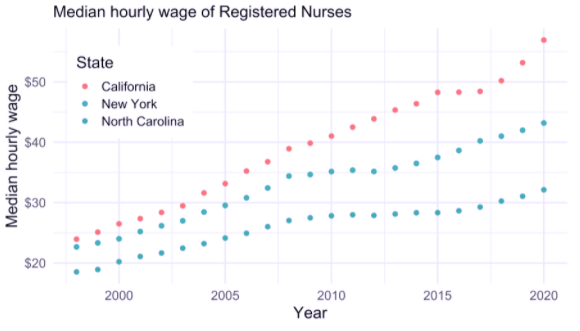 Median hourly wage of Registered Nurses
State
California
New York
North Carolina
Median hourly wage
$50
$40
$30
$20
2000 2005 2010 2015 2020
Year